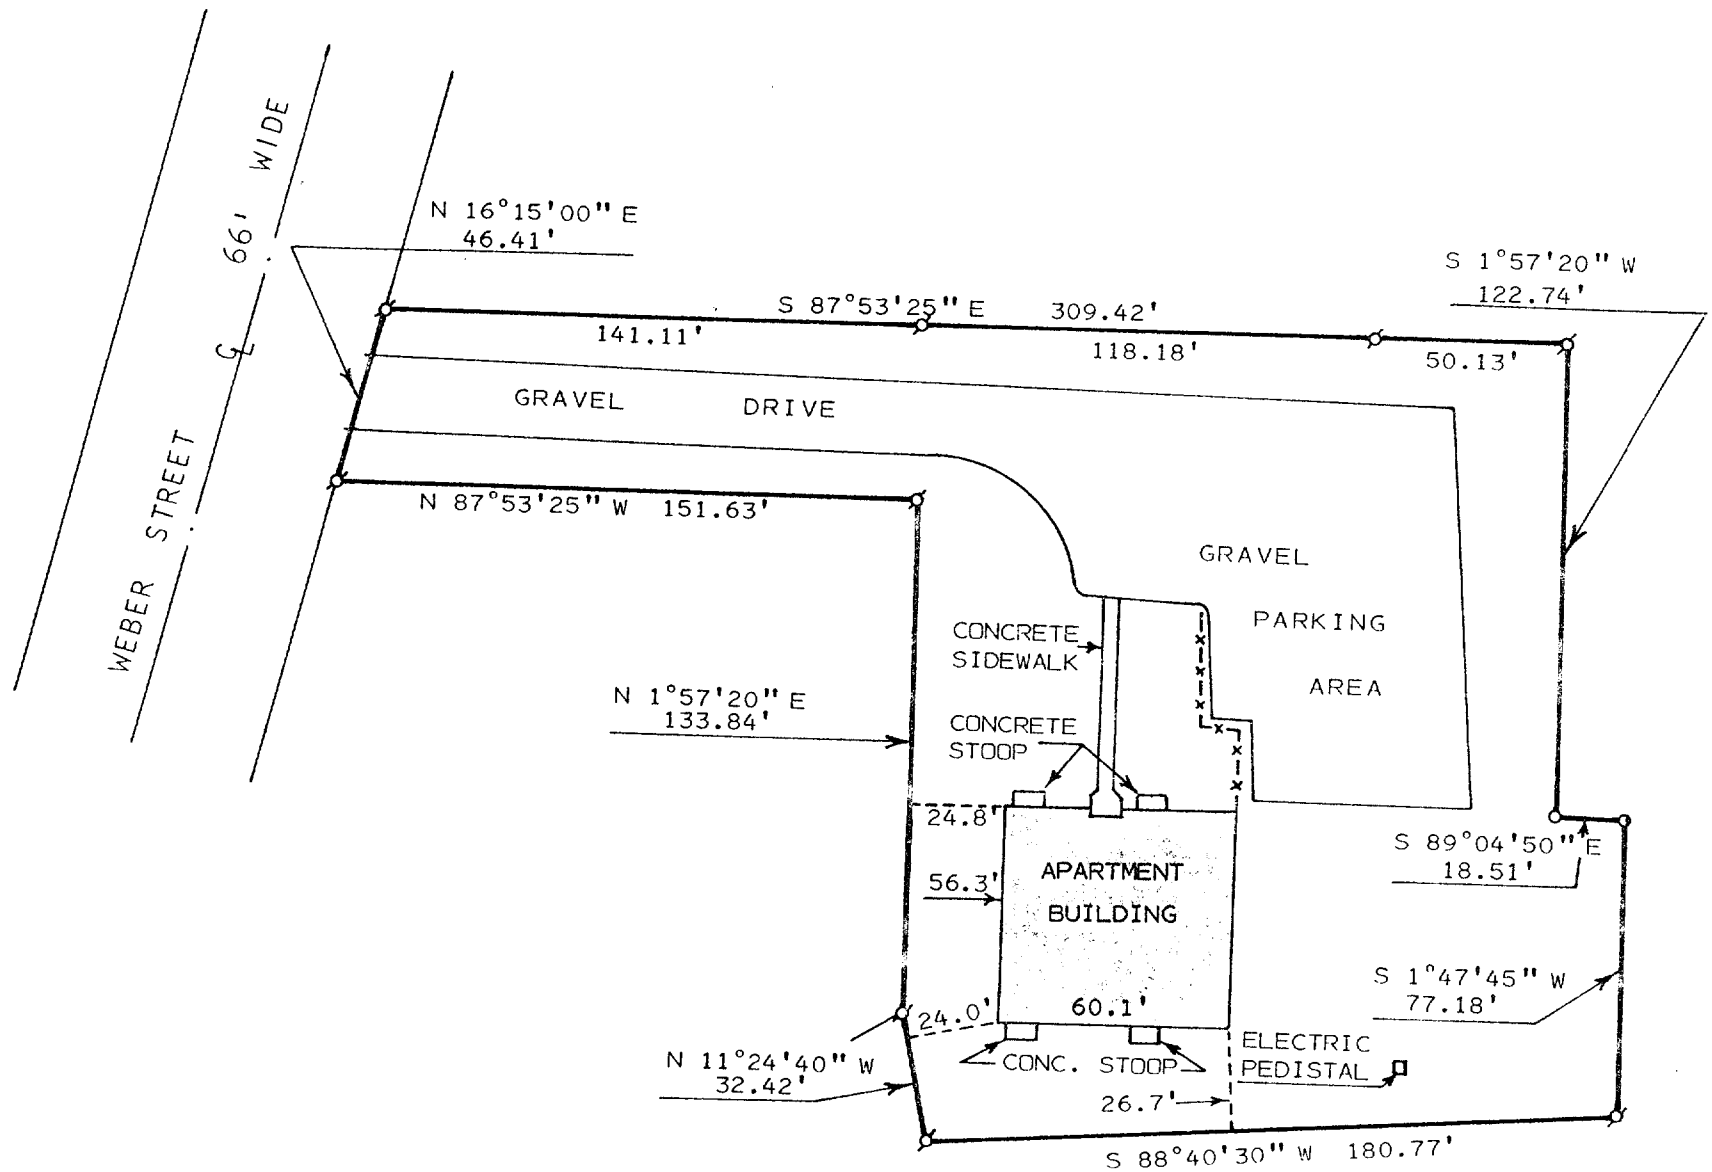 66' WIDE
N 16°15'00" E
46.41'
S 1°57'20" W
122.74'
S 87°53'25" E 309.42'
141.11'
118.18'
50.13'
℄
GRAVEL DRIVE
WEBER STREET
N 87°53'25" W 151.63'
GRAVEL
PARKING
AREA
CONCRETE
SIDEWALK
N 1°57'20" E
133.84'
CONCRETE
STOOP
24.8'
S 89°04'50" E
18.51'
56.3'
APARTMENT
BUILDING
S 1°47'45" W
77.18'
24.0'
60.1'
N 11°24'40" W
32.42'
CONC. STOOP
ELECTRIC
PEDISTAL
26.7'
S 88°40'30" W 180.77'